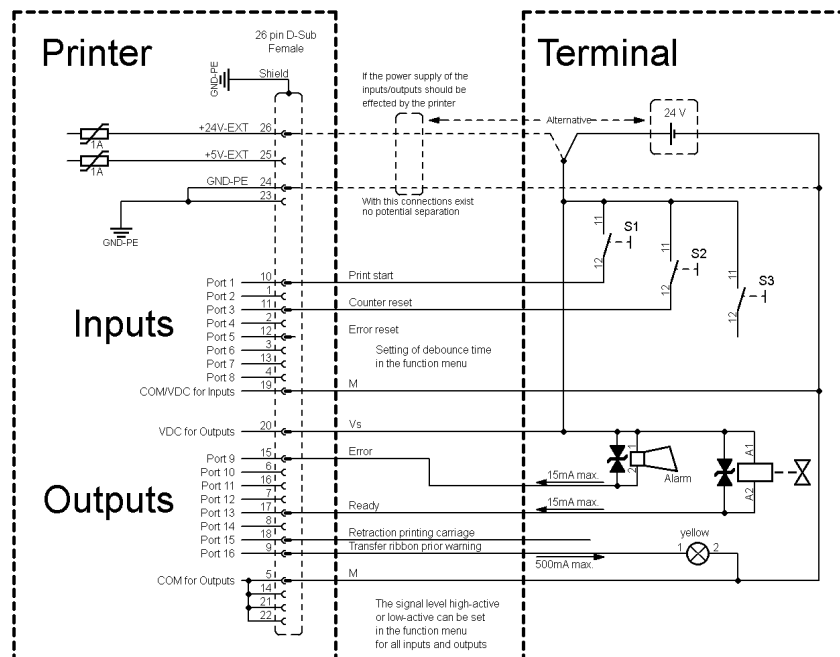 Printer
26 pin D-Sub
Female
Terminal
GND-PE
Shield
If the power supply of the
inputs/outputs should be
effected by the printer
Alternative
24 V
+24V-EXT 26
1A
+5V-EXT 25
1A
GND-PE 24
23
GND-PE
With this connections exist
no potential separation
11 S1 12
11 S2 12
11 S3 12
Inputs
Port 1 10 Print start
Port 2 1
Port 3 11 Counter reset
Port 4 2
Port 5 12 Error reset
Port 6 3
Port 7 13
Port 8 4
Setting of debounce time
in the function menu
COM/VDC for Inputs 19 M
VDC for Outputs 20 Vs
Outputs
Port 9 15 Error
Port 10 6
Port 11 16
Port 12 7
Port 13 17 Ready
Port 14 8
Port 15 18 Retraction printing carriage
Port 16 9 Transfer ribbon prior warning
15mA max.
15mA max.
500mA max.
1
2
Alarm
A1
A2
yellow
1 2
COM for Outputs 5 M
14
21
22
The signal level high-active
or low-active can be set
in the function menu
for all inputs and outputs